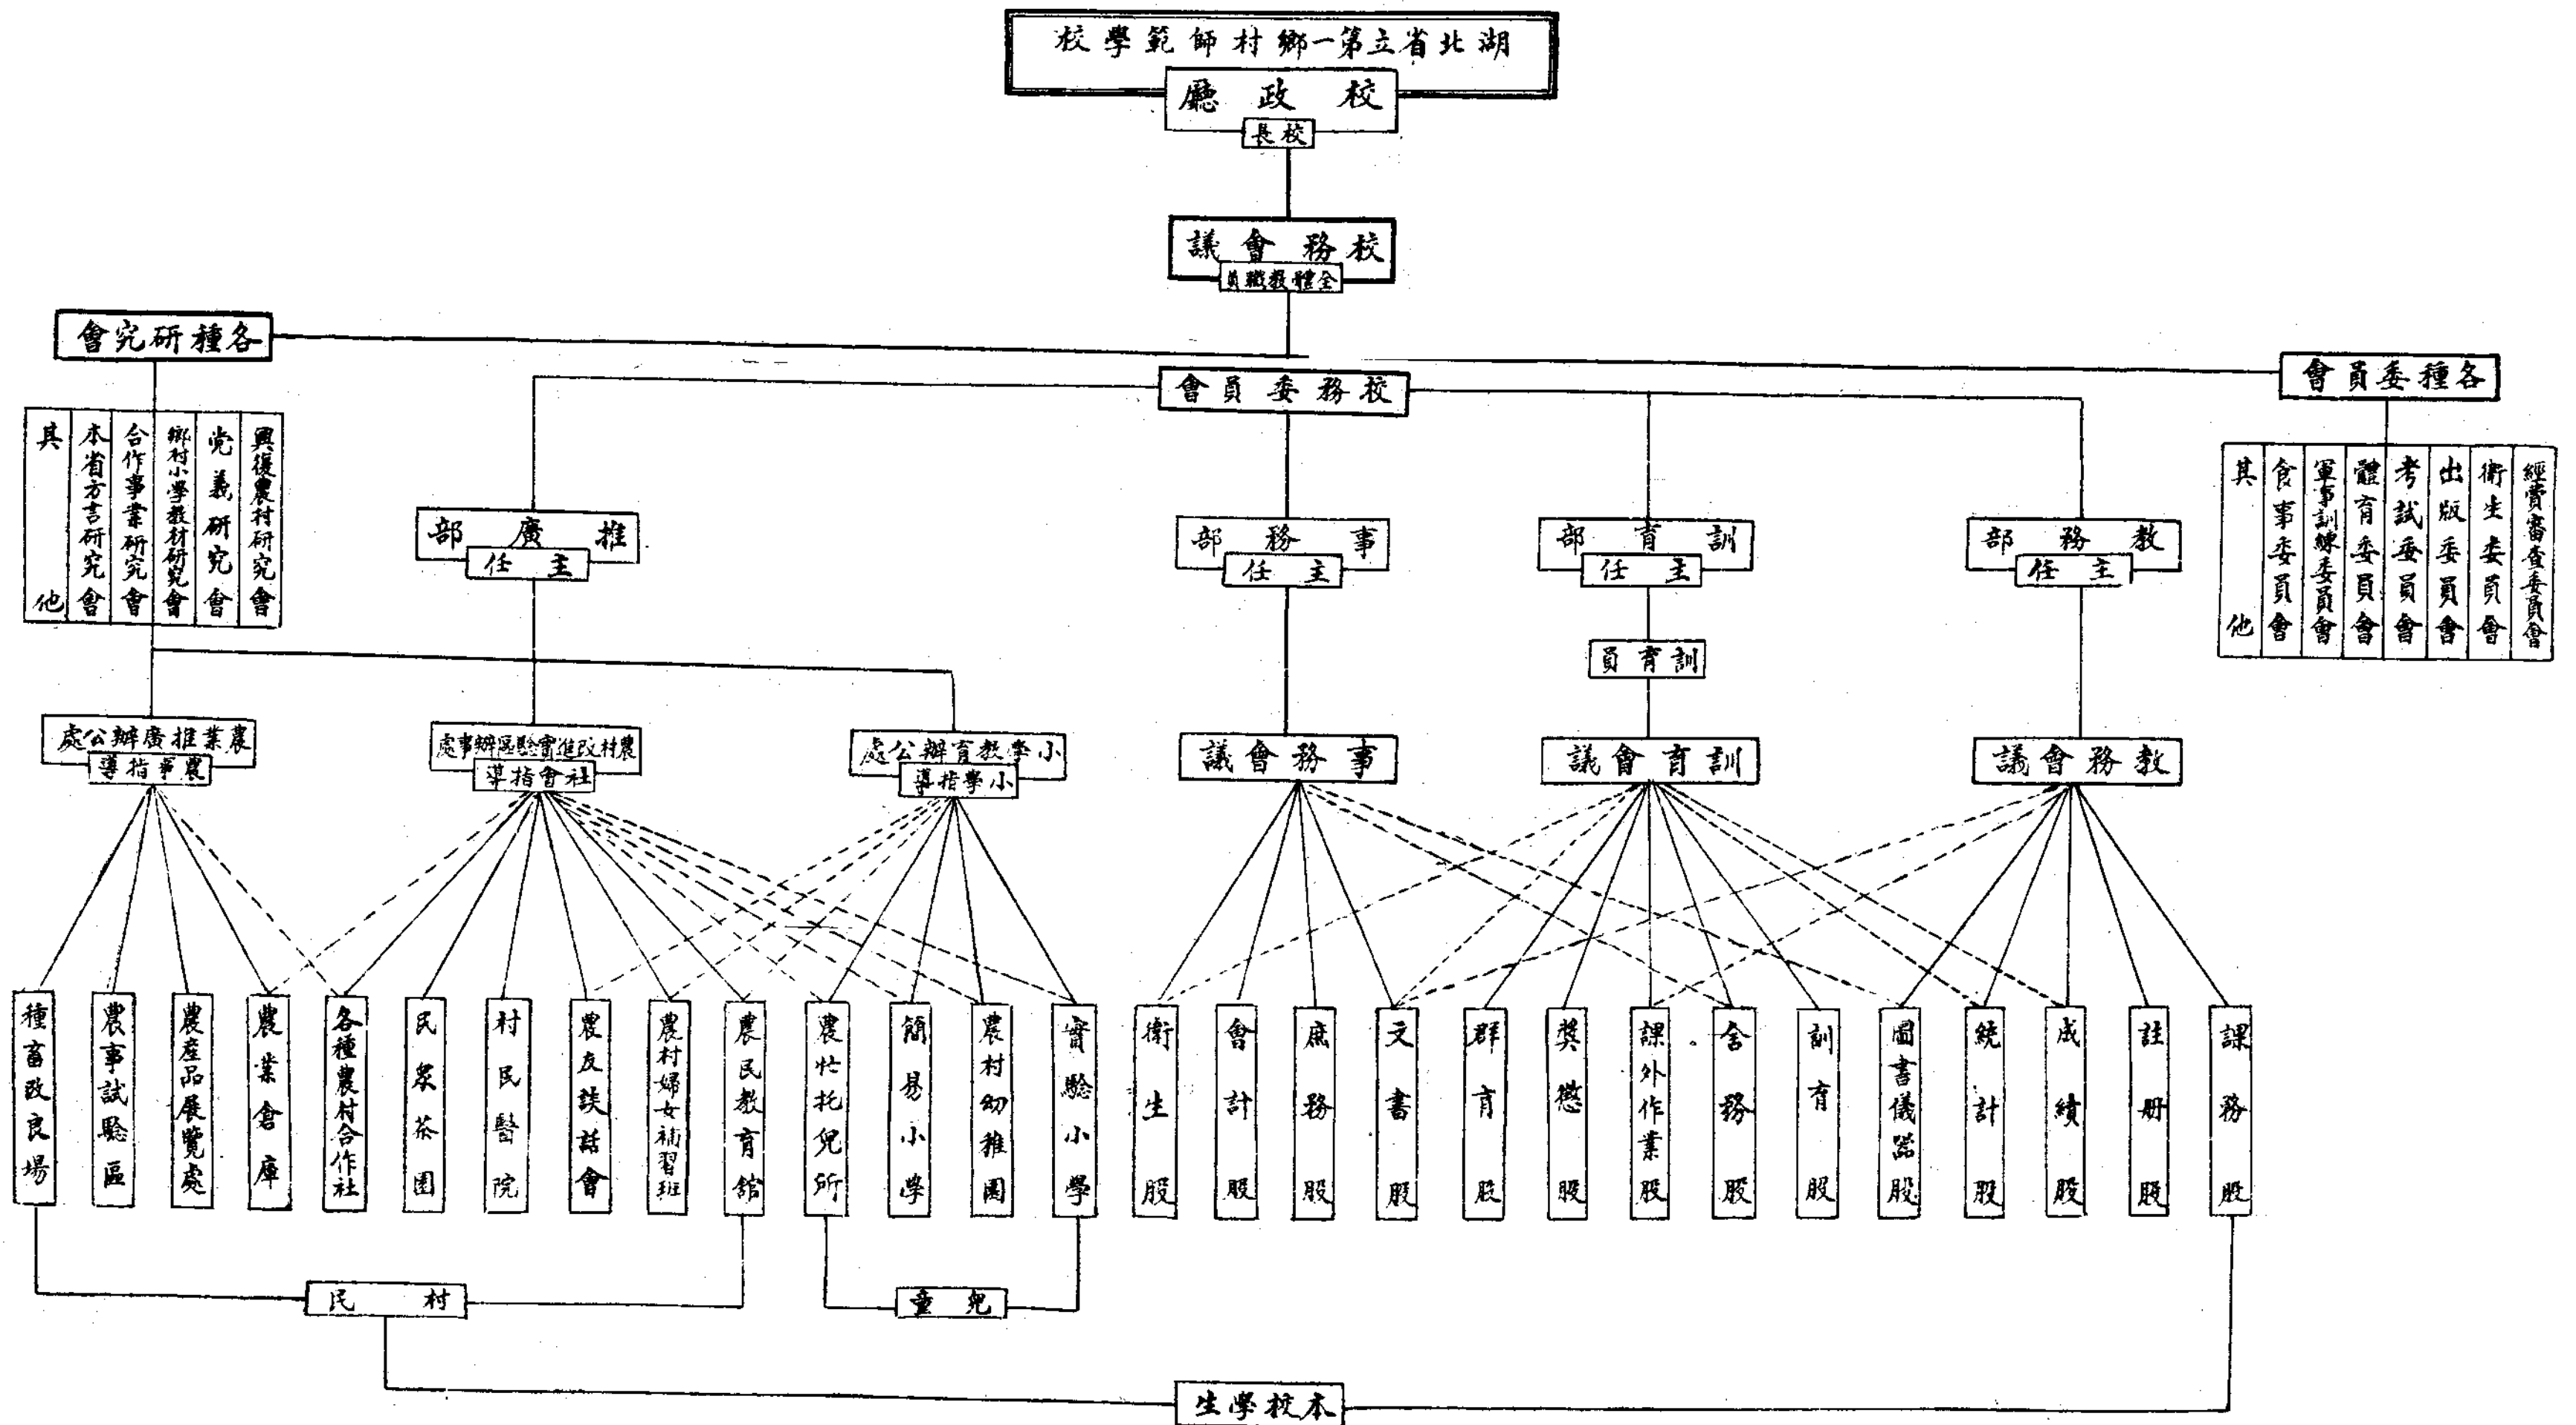 湖北省立第一鄉村師範學校
校政廳
校長
校務會議
全體教職員
各種委員會
經費審查委員會
衛生委員會
出版委員會
考試委員會
體育委員會
軍事訓練委員會
食事委員會
其他
各種研究會
興復農村研究會
党義研究會
鄉村小學教材研究會
合作事業研究會
本省方言研究會
其他
校務委員會
教務部
主任
訓育部
主任
事務部
主任
推廣部
主任
訓育員
教務會議
訓育會議
事務會議
小學教育辦公處
小學指導
農村改進實驗區辦事處
社會指導
農業推廣辦公處
農事指導
課務股
註册股
成績股
統計股
圖書儀器股
訓育股
舍務股
課外作業股
獎懲股
群育股
文書股
庶務股
會計股
衛生股
實驗小學
農村幼稚園
簡易小學
農忙托兒所
農民教育館
農村婦女補習班
農友談話會
村民醫院
民眾茶園
各種農村合作社
農業倉庫
農產品展覽處
農事試驗區
種畜改良場
兒童
村民
本校學生